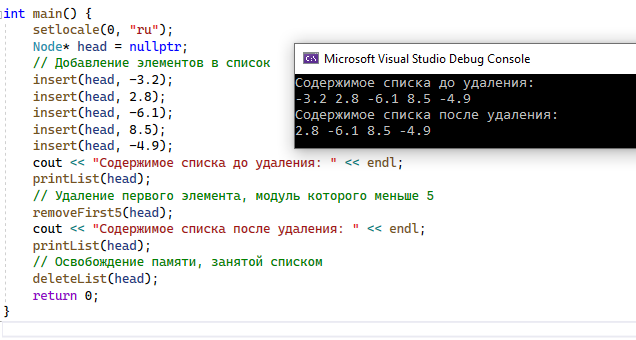 int main() {
setlocale(0, "ru");
Node* head = nullptr;
// Добавление элементов в список
insert(head, -3.2);
insert(head, 2.8);
insert(head, -6.1);
insert(head, 8.5);
insert(head, -4.9);
cout << "Содержимое списка до удаления: " << endl;
printList(head);
// Удаление первого элемента, модуль которого меньше 5
removeFirst5(head);
cout << "Содержимое списка после удаления: " << endl;
printList(head);
// Освобождение памяти, занятой списком
deleteList(head);
return 0;
}
Microsoft Visual Studio Debug Console
Содержимое списка до удаления:
-3.2 2.8 -6.1 8.5 -4.9
Содержимое списка после удаления:
2.8 -6.1 8.5 -4.9